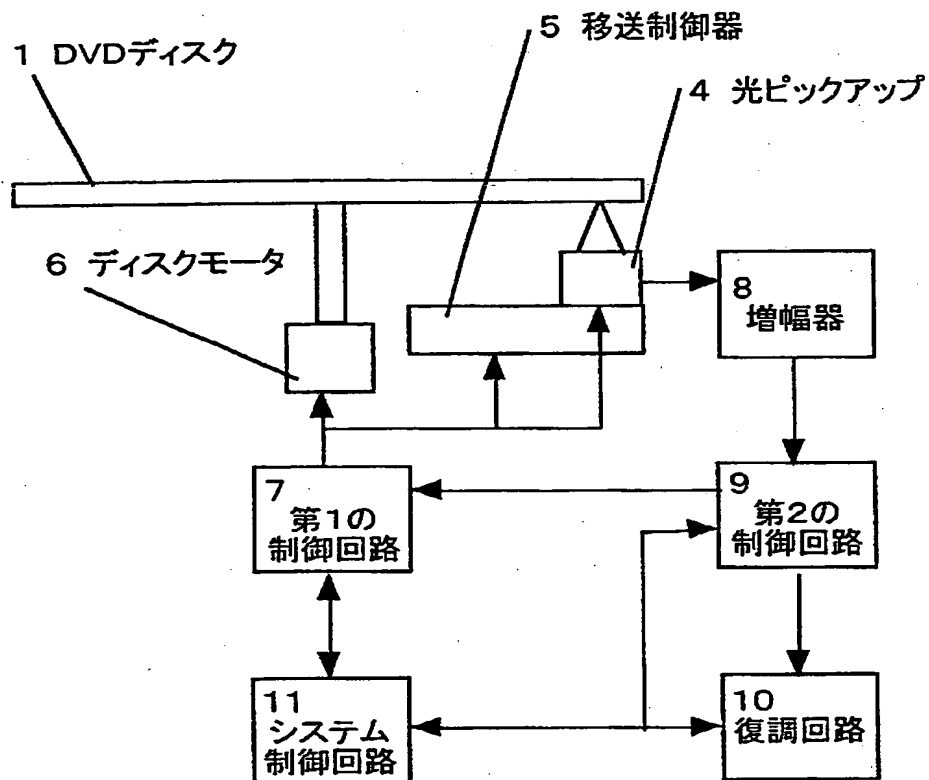 5 移送制御器
1 DVDディスク
4 光ピックアップ
6 ディスクモータ
8
増幅器
7
第1の
制御回路
9
第2の
制御回路
11
システム
制御回路
10
復調回路